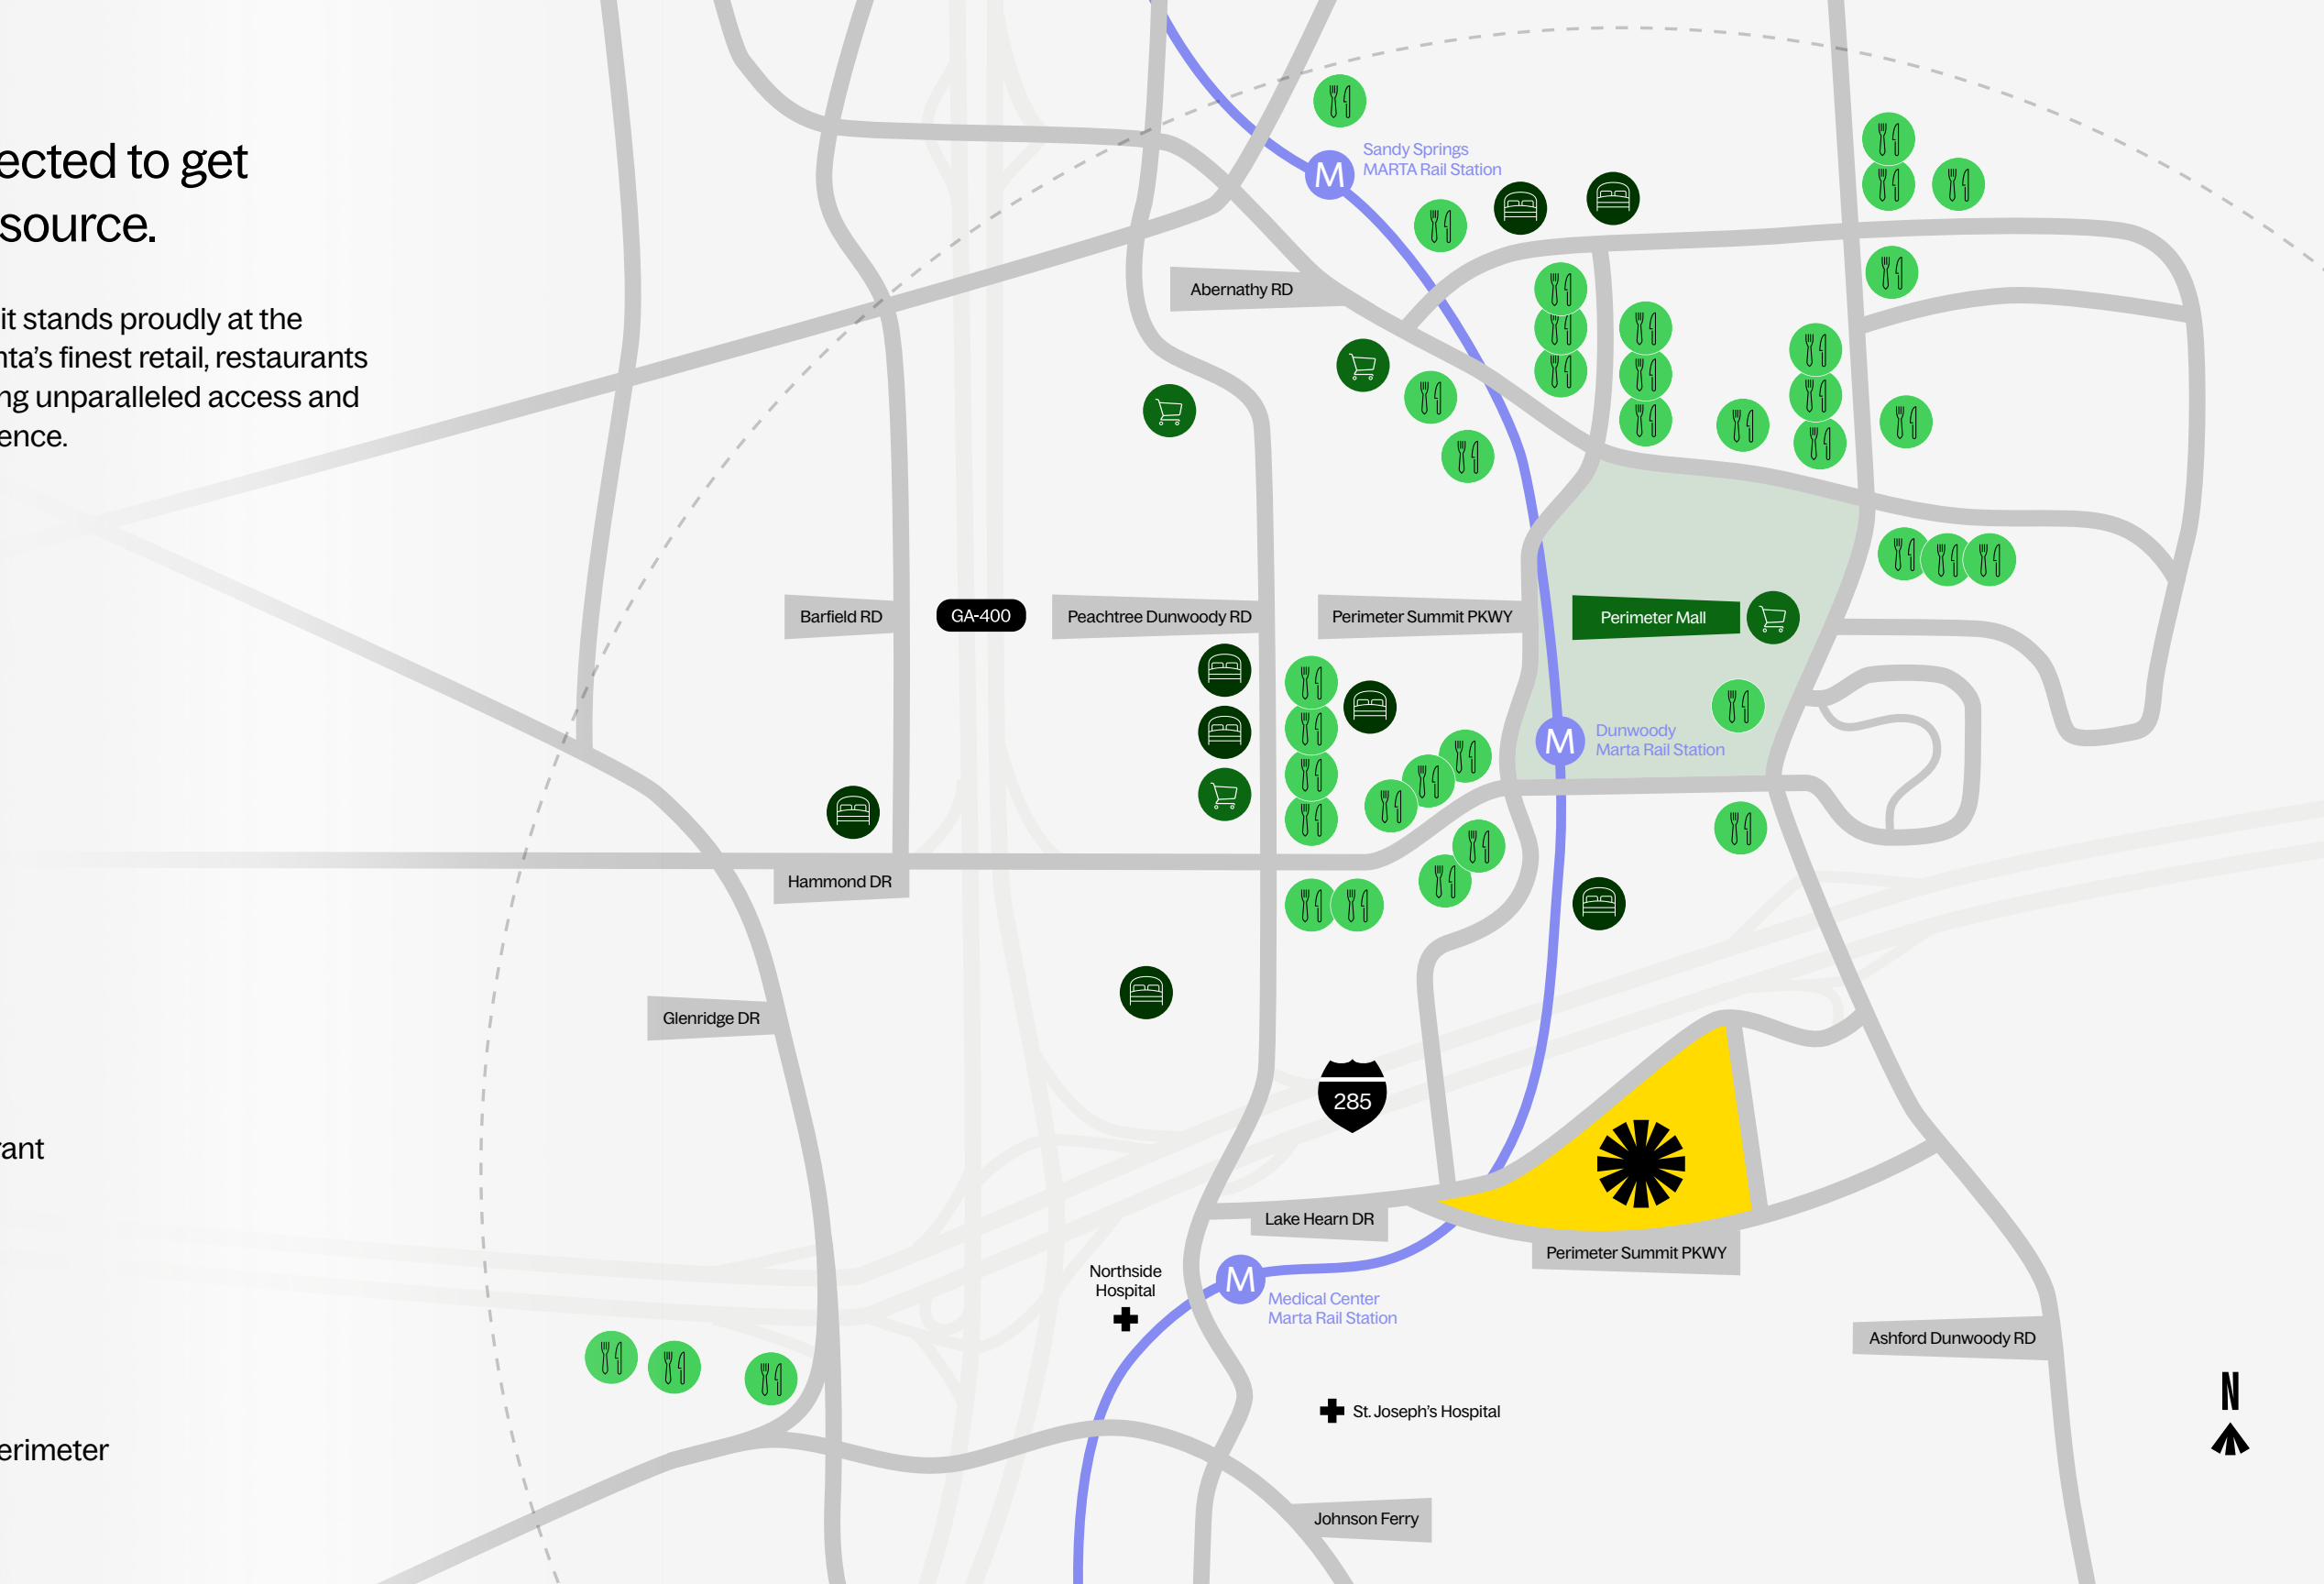 ected to get
source.
it stands proudly at the
nta's finest retail, restaurants
ng unparalleled access and
ence.
rant
erimeter
Sandy Springs
MARTA Rail Station
Abernathy RD
Barfield RD
GA-400
Peachtree Dunwoody RD
Perimeter Summit PKWY
Perimeter Mall
M
M
Dunwoody
Marta Rail Station
Hammond DR
Glenridge DR
285
Lake Hearn DR
Perimeter Summit PKWY
Northside
Hospital
M
Medical Center
Marta Rail Station
Ashford Dunwoody RD
St. Joseph's Hospital
N
Johnson Ferry